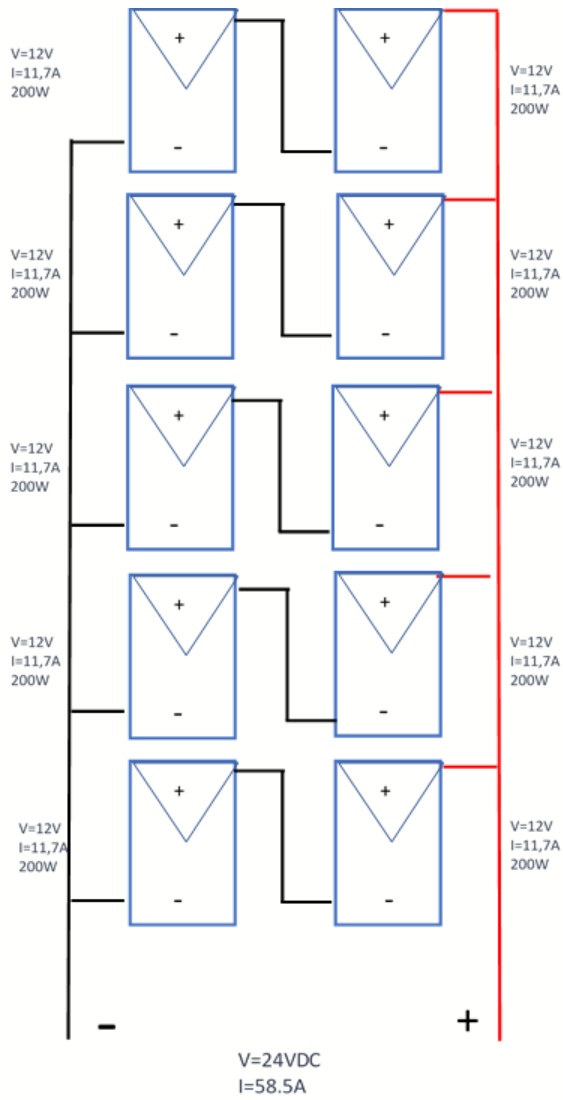 V=12V
I=11,7A
200W
+
-
+
-
V=12V
I=11,7A
200W
V=12V
I=11,7A
200W
+
-
+
-
V=12V
I=11,7A
200W
V=12V
I=11,7A
200W
+
-
+
-
V=12V
I=11,7A
200W
V=12V
I=11,7A
200W
+
-
+
-
V=12V
I=11,7A
200W
V=12V
I=11,7A
200W
+
-
+
-
V=12V
I=11,7A
200W
-
+
V=24VDC
I=58.5A